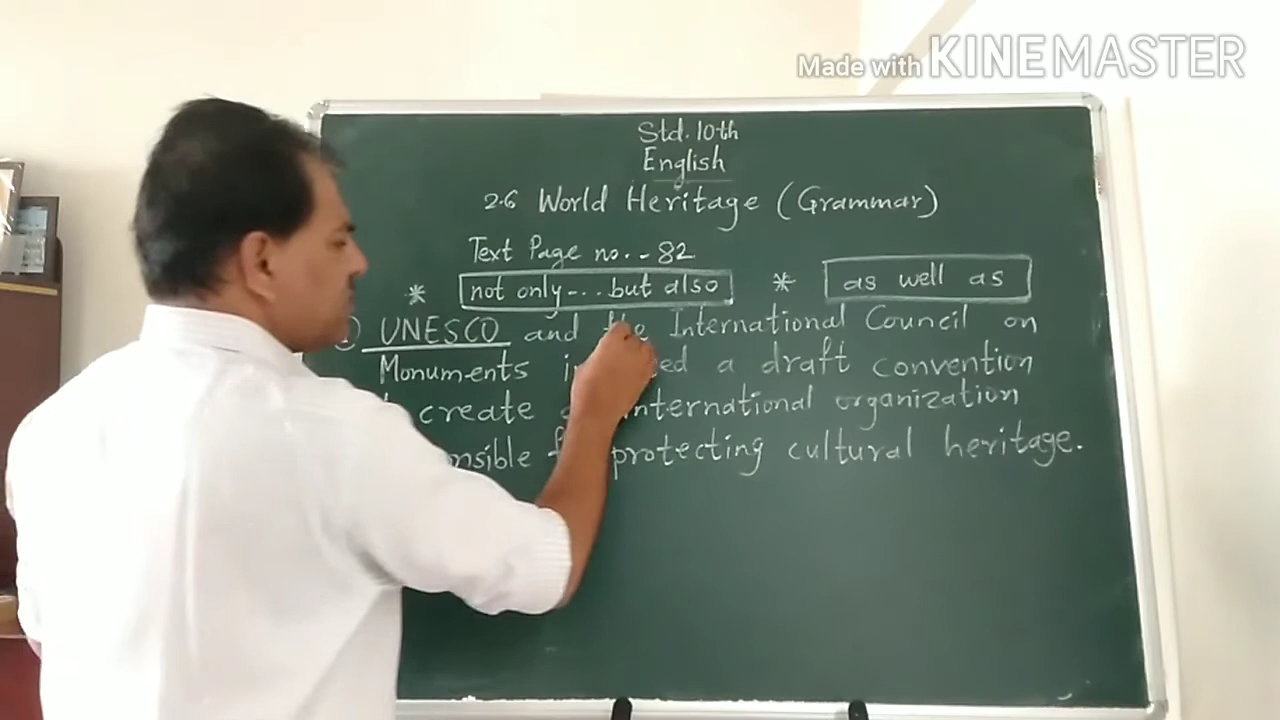 Made with KINEMASTER
Std. 10th
English
2.6 World Heritage (Grammar)
Text Page no. - 82
* not only-... but also * as well as
UNESCO and the International Council on
Monuments a draft convention
create international organization
protecting cultural heritage.